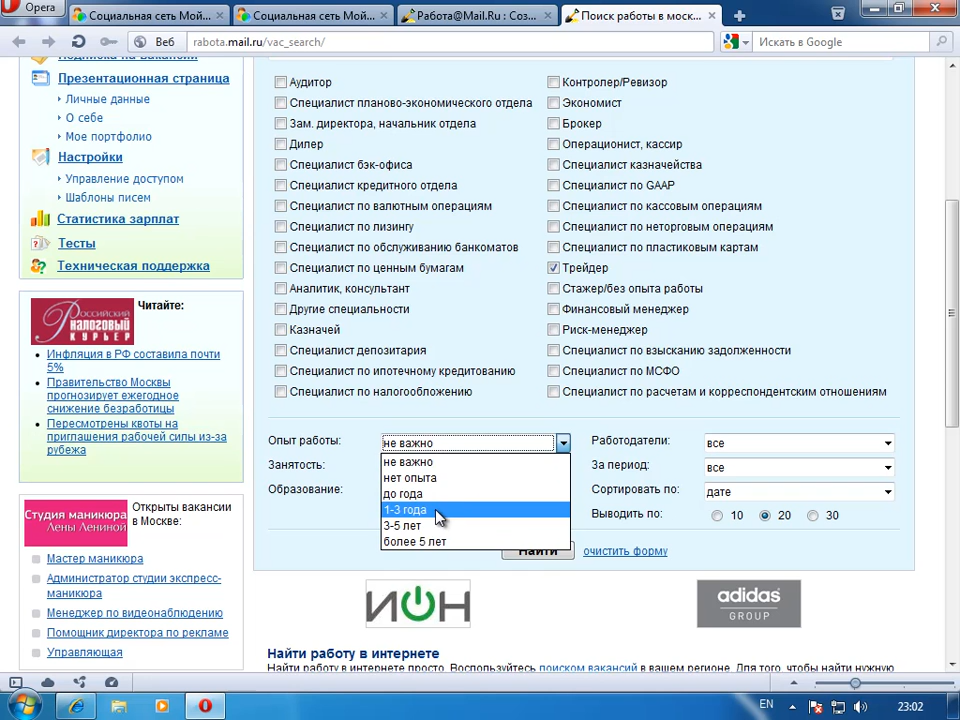 Opera
Социальная сеть Мой...
Социальная сеть Мой...
Работа@Mail.Ru : Соз...
Поиск работы в моск...
Веб
rabota.mail.ru/vac_search/
Искать в Google
Подписка на вакансии
Презентационная страница
Личные данные
О себе
Мое портфолио
Настройки
Управление доступом
Шаблоны писем
Статистика зарплат
Тесты
Техническая поддержка
Читайте:
Российский
Налоговый
Курьер
Инфляция в РФ составила почти
5%
Правительство Москвы
прогнозирует ежегодное
снижение безработицы
Пересмотрены квоты на
приглашения рабочей силы из-за
рубежа
Студия маникюра
Лены Лениной
Открыты вакансии
в Москве:
Мастер маникюра
Администратор студии экспресс-
маникюра
Менеджер по видеонаблюдению
Помощник директора по рекламе
Управляющая
Аудитор
Контролер/Ревизор
Специалист планово-экономического отдела
Экономист
Зам. директора, начальник отдела
Брокер
Дилер
Операционист, кассир
Специалист бэк-офиса
Специалист казначейства
Специалист кредитного отдела
Специалист по GAAP
Специалист по валютным операциям
Специалист по кассовым операциям
Специалист по лизингу
Специалист по неторговым операциям
Специалист по обслуживанию банкоматов
Специалист по пластиковым картам
Специалист по ценным бумагам
Трейдер
Аналитик, консультант
Стажер/без опыта работы
Другие специальности
Финансовый менеджер
Казначей
Риск-менеджер
Специалист депозитария
Специалист по взысканию задолженности
Специалист по ипотечному кредитованию
Специалист по МСФО
Специалист по налогообложению
Специалист по расчетам и корреспондентским отношениям
Опыт работы:
не важно
Работодатели:
все
не важно
Занятость:
За период:
все
нет опыта
Образование:
до года
Сортировать по:
дате
1-3 года
Выводить по:
10
20
30
3-5 лет
более 5 лет
Найти
очистить форму
ИОН
adidas
GROUP
Найти работу в интернете
Найти работу в интернете просто. Воспользуйтесь поиском вакансий в вашем регионе. Для того, чтобы найти нужную
EN
23:02